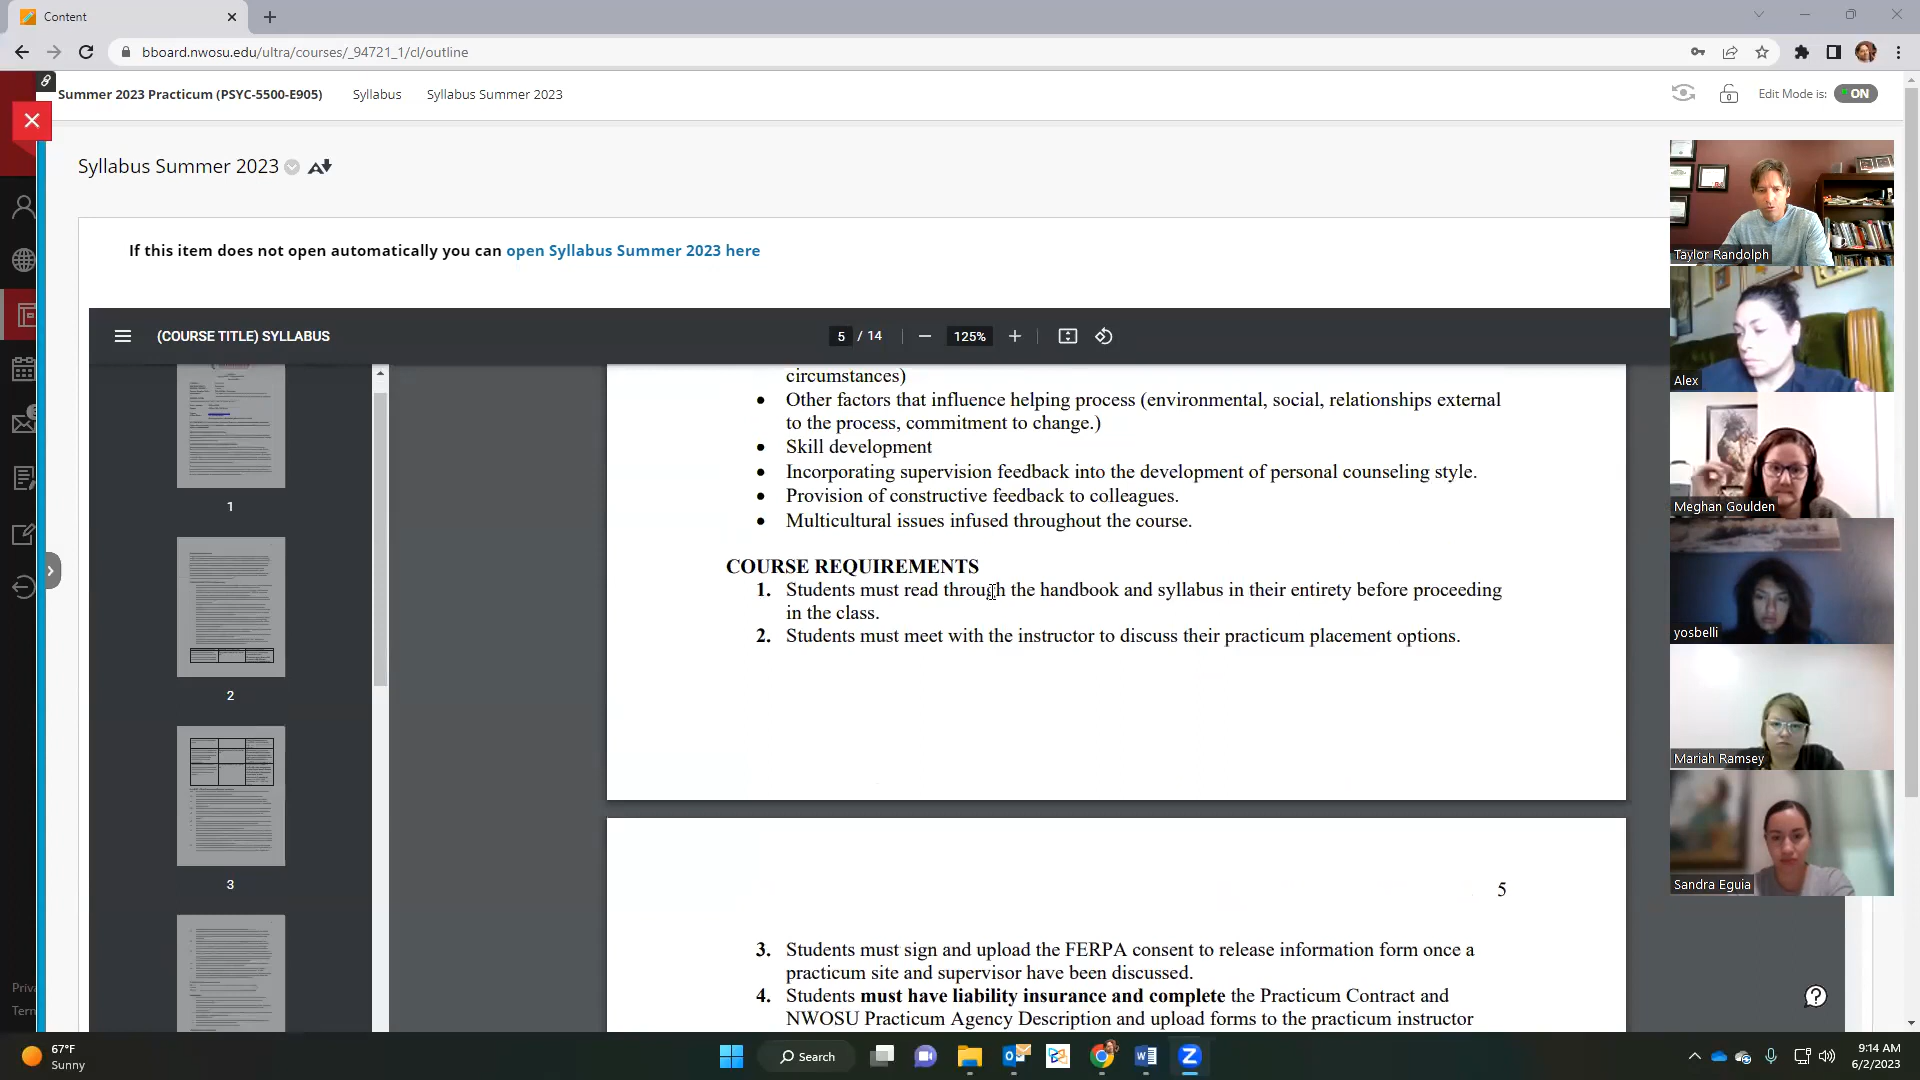 Content
bboard.nwosu.edu/ultra/courses/_94721_1/cl/outline
Summer 2023 Practicum (PSYC-5500-E905) Syllabus Syllabus Summer 2023
Edit Mode is: ON
Syllabus Summer 2023
If this item does not open automatically you can open Syllabus Summer 2023 here
(COURSE TITLE) SYLLABUS
5 / 14
125%
1
2
3
circumstances)
• Other factors that influence helping process (environmental, social, relationships external
to the process, commitment to change.)
• Skill development
• Incorporating supervision feedback into the development of personal counseling style.
• Provision of constructive feedback to colleagues.
• Multicultural issues infused throughout the course.
COURSE REQUIREMENTS
1. Students must read through the handbook and syllabus in their entirety before proceeding
in the class.
2. Students must meet with the instructor to discuss their practicum placement options.
5
3. Students must sign and upload the FERPA consent to release information form once a
practicum site and supervisor have been discussed.
4. Students must have liability insurance and complete the Practicum Contract and
NWOSU Practicum Agency Description and upload forms to the practicum instructor
Taylor Randolph
Alex
Meghan Goulden
yosbelli
Mariah Ramsey
Sandra Eguia
Priva
Term
67°F
Sunny
Search
9:14 AM
6/2/2023